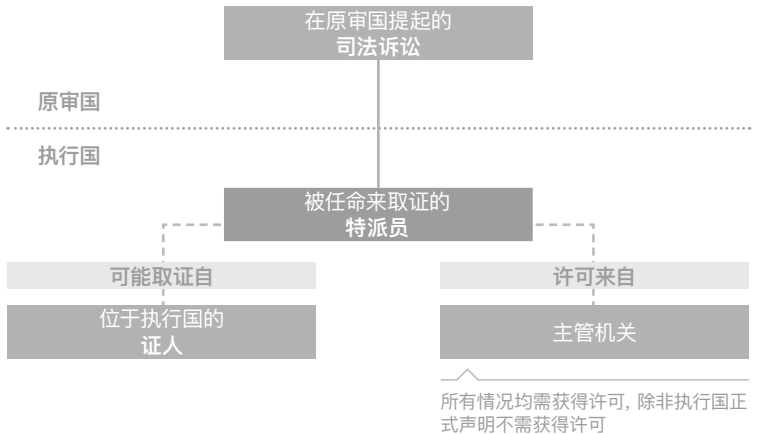 在原审国提起的
司法诉讼
原审国
执行国
被任命来取证的
特派员
可能取证自
许可来自
位于执行国的
证人
主管机关
所有情况均需获得许可, 除非执行国正
式声明不需获得许可